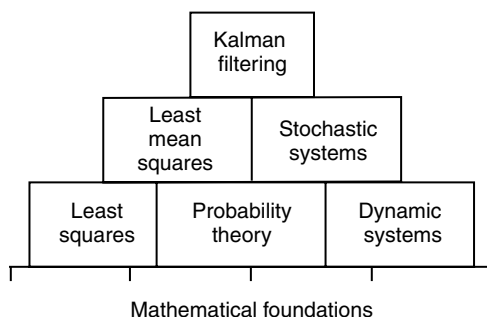 Kalman
filtering
Least
mean
squares
Stochastic
systems
Least
squares
Probability
theory
Dynamic
systems
Mathematical foundations